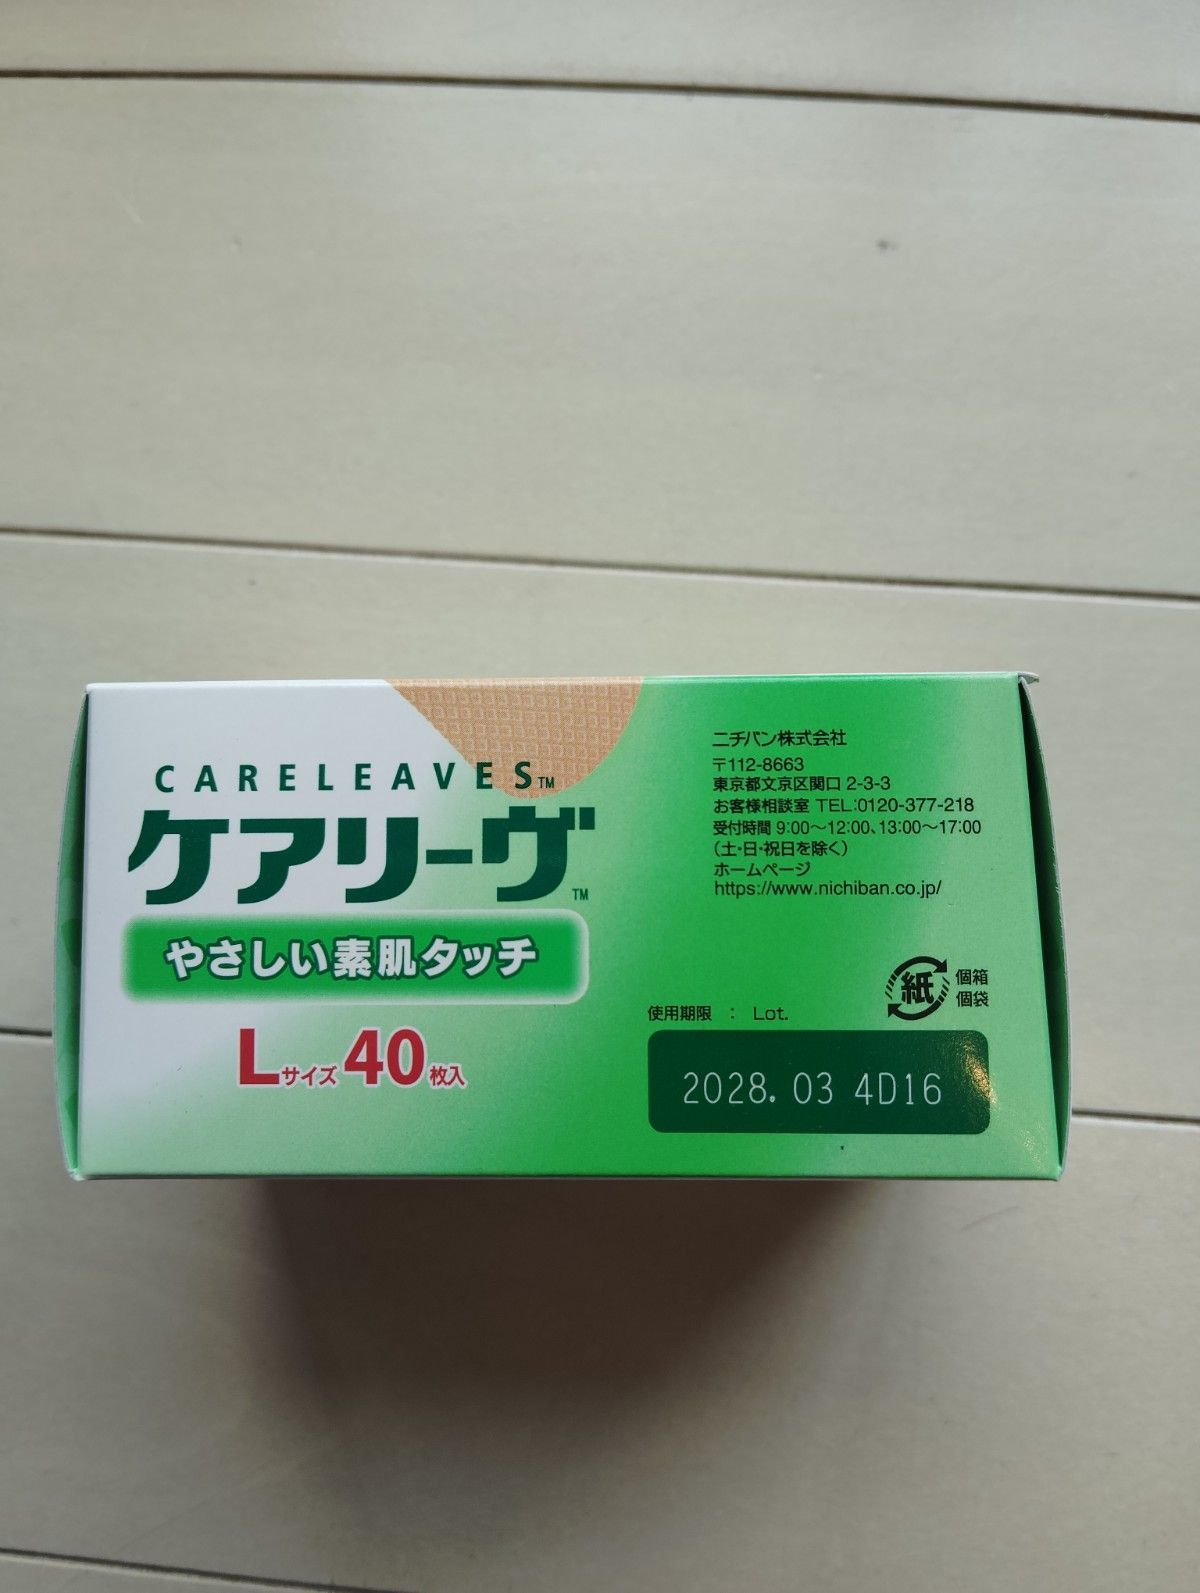 CARELEAVES™
ケアリーヴ™
やさしい素肌タッチ
Lサイズ 40枚入
ニチバン株式会社
〒112-8663
東京都文京区関口 2-3-3
お客様相談室 TEL:0120-377-218
受付時間 9:00〜12:00、13:00〜17:00
(土・日・祝日を除く)
ホームページ
https://www.nichiban.co.jp/
紙 個箱
個袋
使用期限 : Lot.
2028. 03 4D16